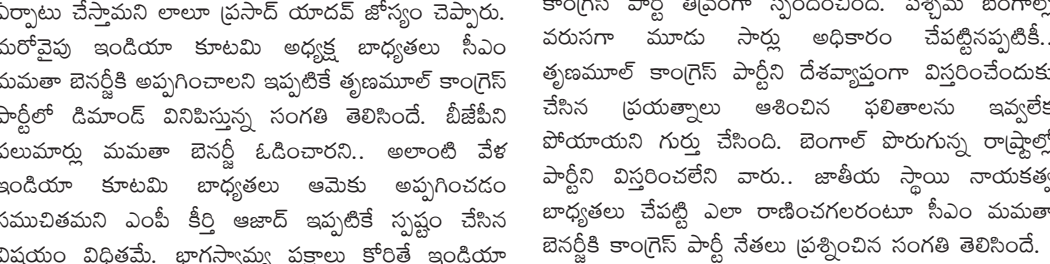 ఏర్పాటు చేస్తామని లాలూ ప్రసాద్ యాదవ్ జోస్యం చెప్పారు.
మరోవైపు ఇండియా కూటమి అధ్యక్ష బాధ్యతలు సీఎం
మమతా బెనర్జీకి అప్పగించాలని ఇప్పటికే తృణమూల్ కాంగ్రెస్
పార్టీలో డిమాండ్ వినిపిస్తున్న సంగతి తెలిసిందే. బీజేపీని
పలుమార్లు మమతా బెనర్జీ ఓడించారని.. అలాంటి వేళ
ఇండియా కూటమి బాధ్యతలు ఆమెకు అప్పగించడం
సముచితమని ఎంపీ కీర్తి ఆజాద్ ఇప్పటికే స్పష్టం చేసిన
విషయం విధితమే. భాగస్వామ్య పక్షాలు కోరితే ఇండియా
కాంగ్రెస్ పార్టీ తీవ్రంగా స్పందించింది. పశ్చిమ బెంగాల్లో
వరుసగా మూడు సార్లు అధికారం చేపట్టినప్పటికీ..
తృణమూల్ కాంగ్రెస్ పార్టీని దేశవ్యాప్తంగా విస్తరించేందుకు
చేసిన ప్రయత్నాలు ఆశించిన ఫలితాలను ఇవ్వలేక
పోయాయని గుర్తు చేసింది. బెంగాల్ పొరుగున్న రాష్ట్రాల్లో
పార్టీని విస్తరించలేని వారు.. జాతీయ స్థాయి నాయకత్వ
బాధ్యతలు చేపట్టి ఎలా రాణించగలరంటూ సీఎం మమతా
బెనర్జీకి కాంగ్రెస్ పార్టీ నేతలు ప్రశ్నించిన సంగతి తెలిసిందే.